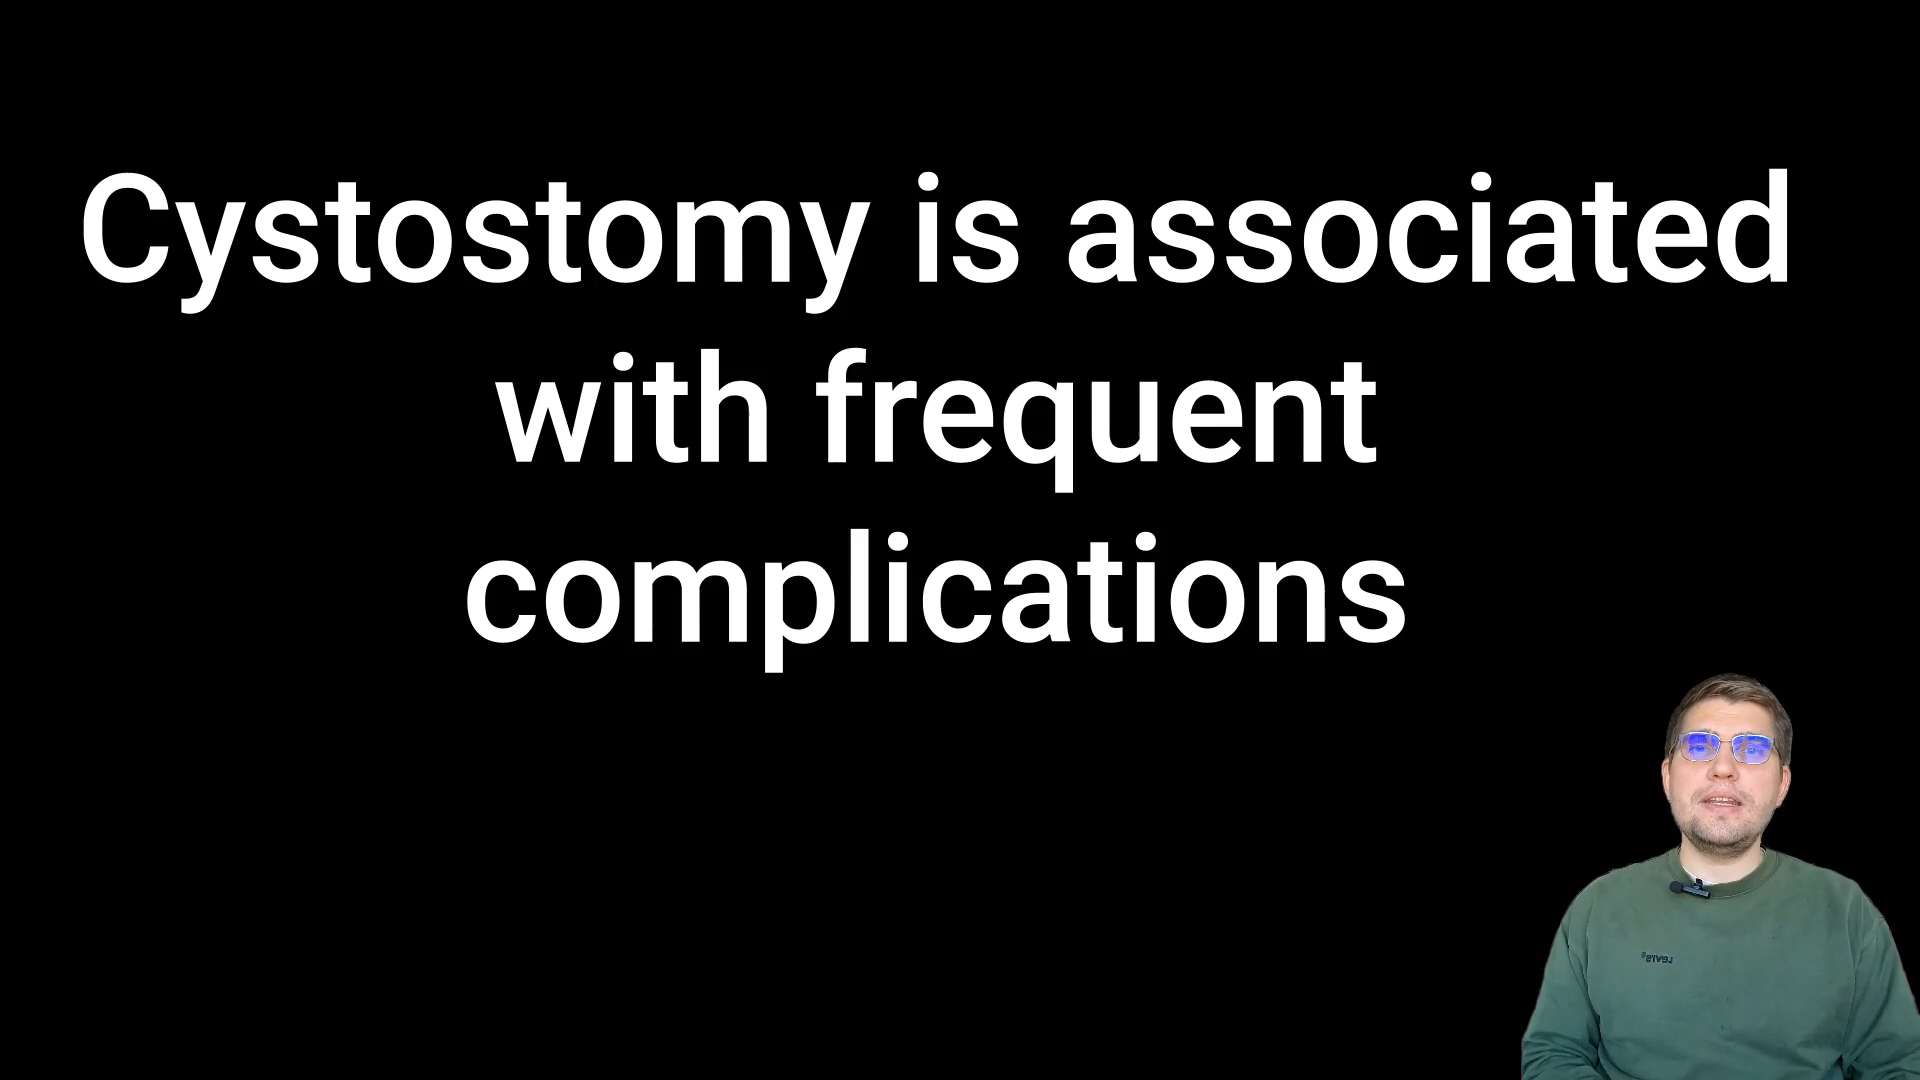 Cystostomy is associated
with frequent
complications